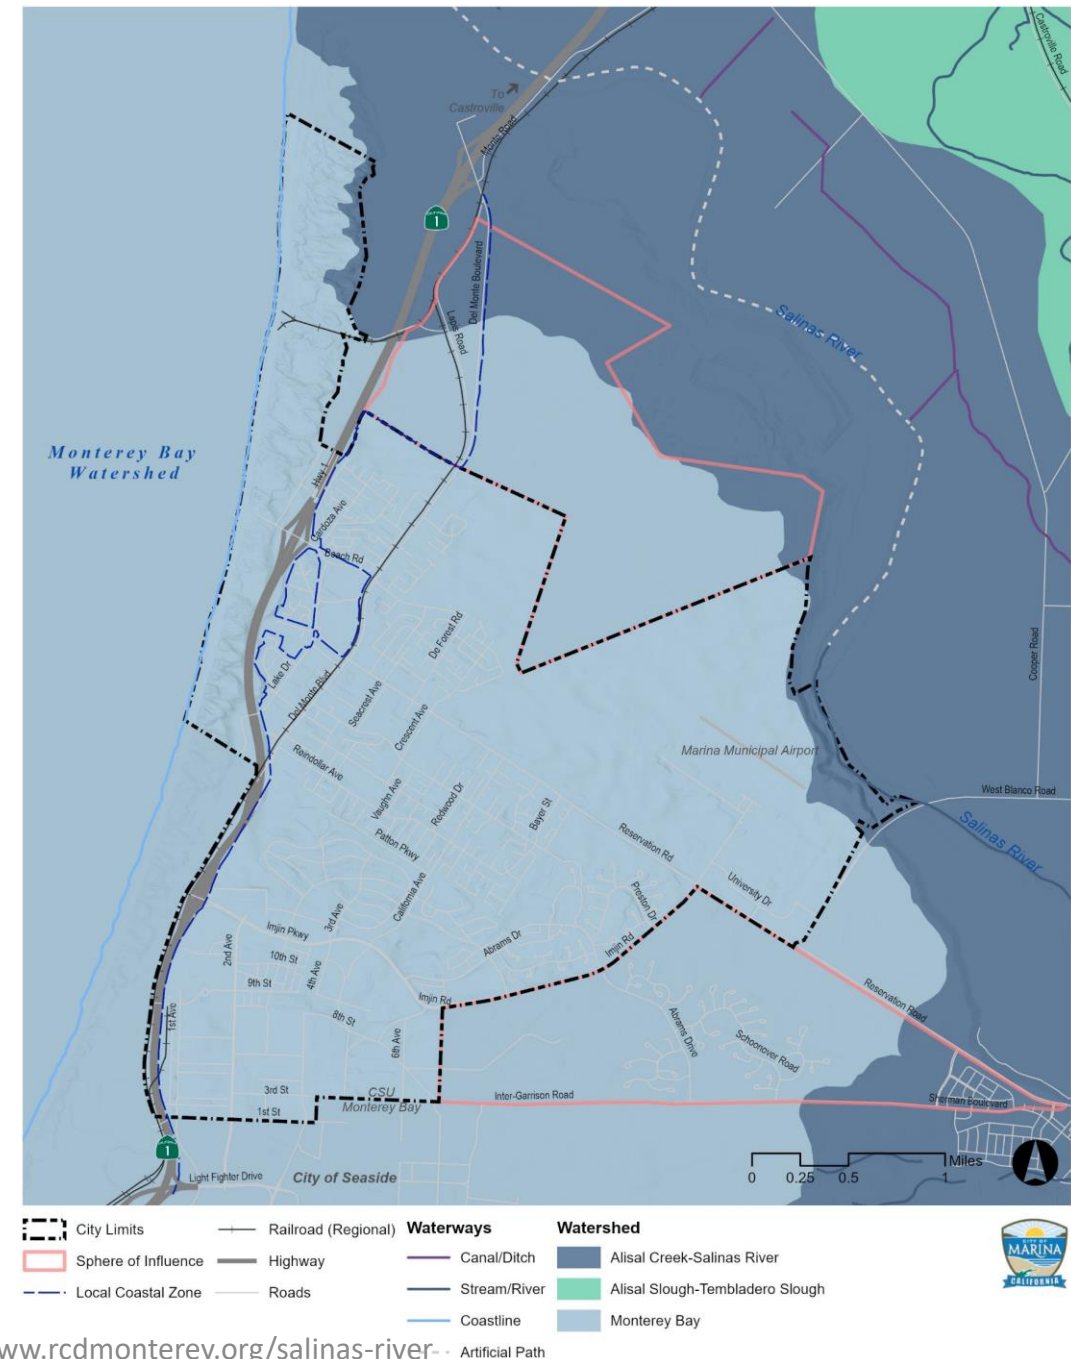 Castroville Road
To
Castroville
Monte Road
CALIFORNIA
1
Del Monte Boulevard
Lapis Road
Salinas River
Monterey Bay
Watershed
Hwy 1
Cardoza Ave
Beach Rd
De Forest Rd
Lake Dr
Del Monte Blvd
Seacrest Ave
Crescent Ave
Cooper Road
Marina Municipal Airport
Reindollar Ave
Vaughn Ave
Redwood Dr
Bayer St
West Blanco Road
Salinas River
Patton Pkwy
Reservation Rd
California Ave
Preston Dr
University Dr
Imjin Pkwy
3rd Ave
2nd Ave
10th St
4th Ave
9th St
Abrams Dr
Imjin Rd
Imjin Rd
Reservation Road
1st Ave
8th St
6th Ave
Abrams Drive
Schoonover Road
3rd St
1st St
CSU
Monterey Bay
Inter-Garrison Road
Sherman Boulevard
CALIFORNIA
1
Light Fighter Drive
City of Seaside
Miles
0 0.25 0.5 1
City Limits
Sphere of Influence
Local Coastal Zone
Railroad (Regional)
Highway
Roads
Waterways
Canal/Ditch
Stream/River
Coastline
Artificial Path
Watershed
Alisal Creek-Salinas River
Alisal Slough-Tembladero Slough
Monterey Bay
CITY OF
MARINA
CALIFORNIA
ww.rcdmonterey.org/salinas-river